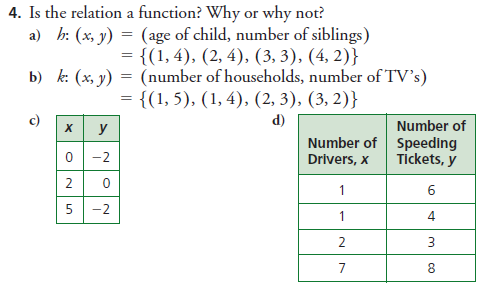 4. Is the relation a function? Why or why not?
a) h: (x, y) = (age of child, number of siblings)
= {(1, 4), (2, 4), (3, 3), (4, 2)}
b) k: (x, y) = (number of households, number of TV’s)
= {(1, 5), (1, 4), (2, 3), (3, 2)}
c)
x y
0 −2
2 0
5 −2
d)
Number of Drivers, x Number of Speeding Tickets, y
1 6
1 4
2 3
7 8